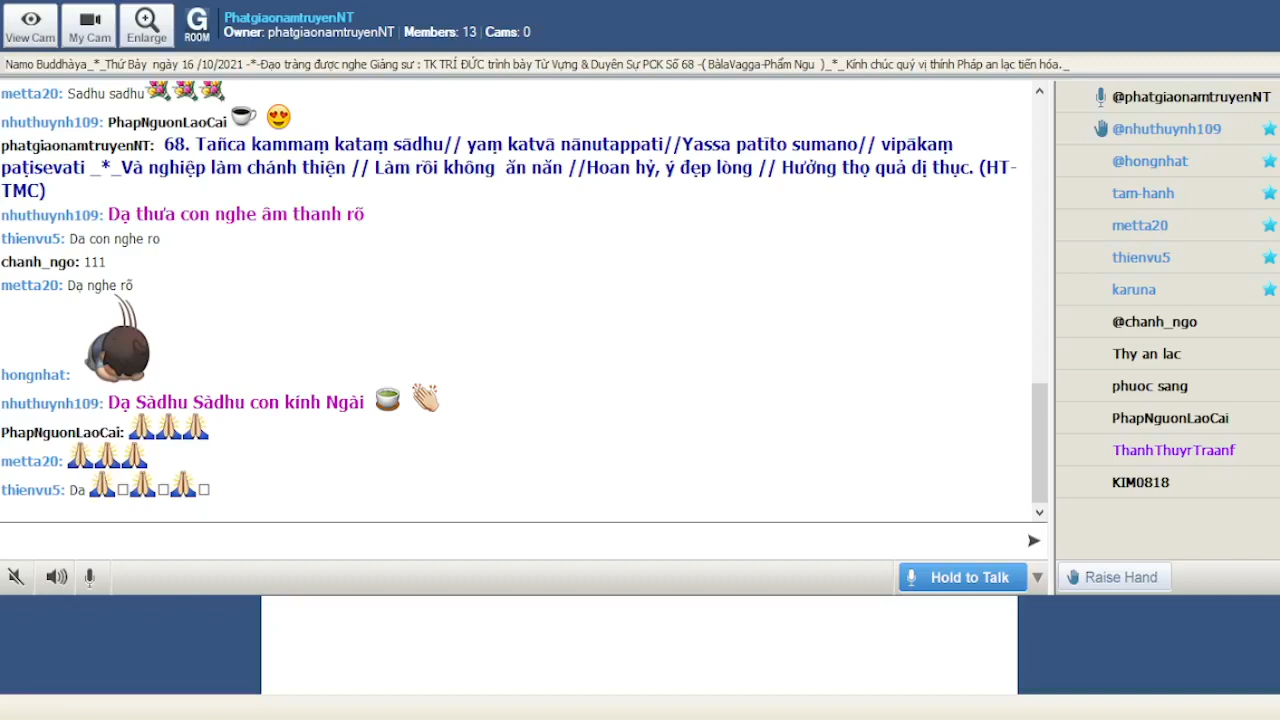 PhatgiaonamtruyenNT
Owner: phatgiaonamtruyenNT | Members: 13 | Cams: 0
View Cam
My Cam
Enlarge
G
ROOM
Namo Buddhàya_*_Thứ Bảy ngày 16 /10/2021 -*-Đạo tràng được nghe Giảng sư : TK TRÍ ĐỨC trình bày Từ Vựng & Duyên Sự PCK Số 68 -( BàlaVagga-Phẩm Ngu )_*_ Kính chúc quý vị thính Pháp an lạc tiến hóa._
metta20: Sadhu sadhu
nhuthuynh109: PhapNguonLaoCai
phatgiaonamtruyenNT: 68. Tañca kammaṃ kataṃ sādhu// yaṃ katvā nānutappati//Yassa patīto sumano// vipākaṃ
paṭisevati _*_Và nghiệp làm chánh thiện // Làm rồi không ăn năn //Hoan hỷ, ý đẹp lòng // Hưởng thọ quả dị thục. (HT-
TMC)
nhuthuynh109: Dạ thưa con nghe âm thanh rõ
thienvu5: Da con nghe ro
chanh_ngo: 111
metta20: Dạ nghe rõ
hongnhat:
nhuthuynh109: Dạ Sàdhu Sàdhu con kính Ngài
PhapNguonLaoCai:
metta20:
thienvu5: Da
@phatgiaonamtruyenNT
@nhuthuynh109
@hongnhat
tam-hanh
metta20
thienvu5
karuna
@chanh_ngo
Thy an lac
phuoc sang
PhapNguonLaoCai
ThanhThuyrTraanf
KIM0818
Hold to Talk
Raise Hand